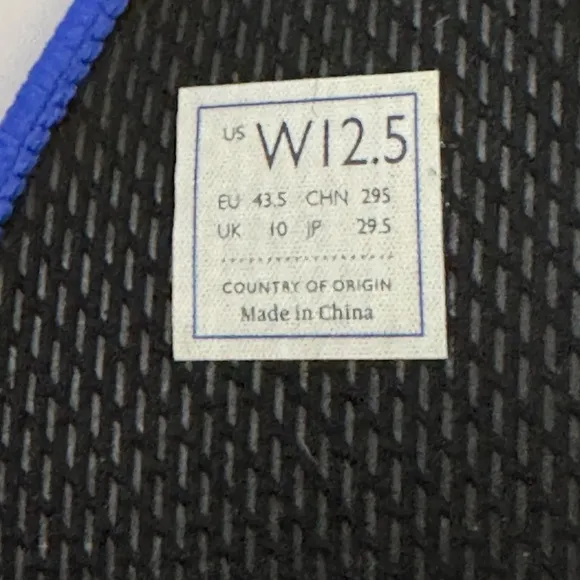 US W12.5
EU 43.5 CHN 295
UK 10 JP 29.5
COUNTRY OF ORIGIN
Made in China